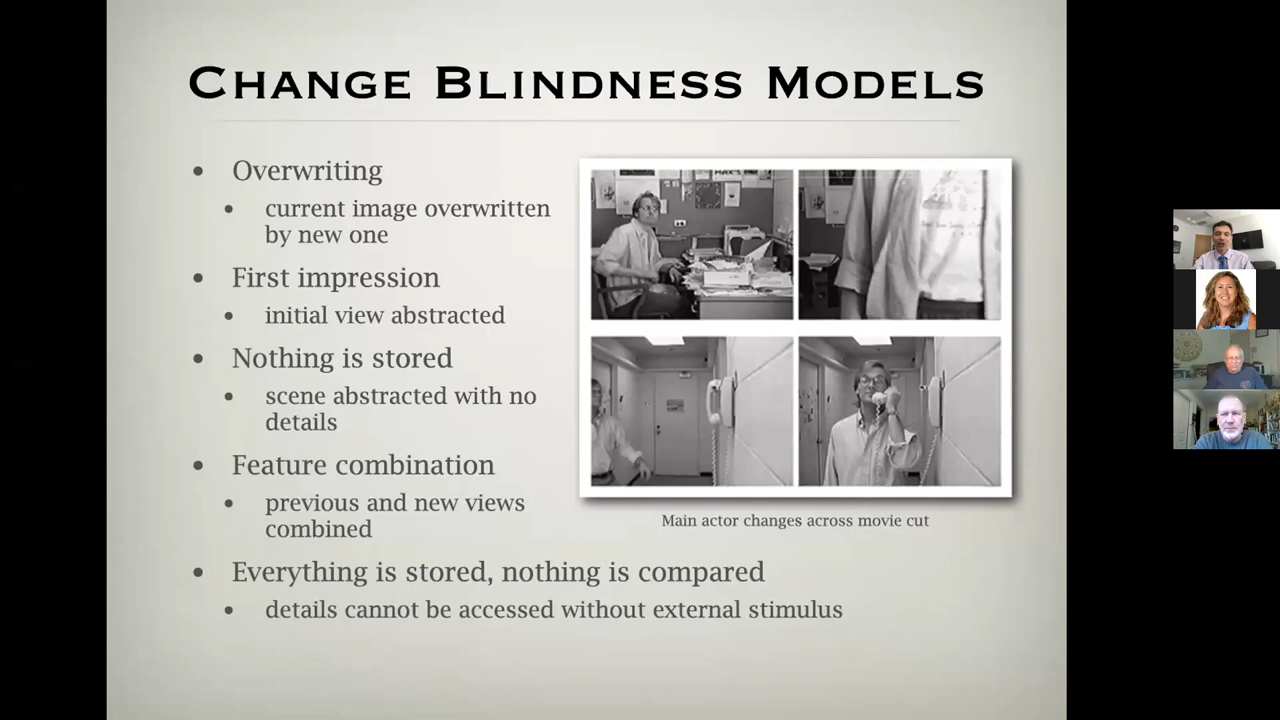 CHANGE BLINDNESS MODELS
• Overwriting
• current image overwritten
by new one
• First impression
• initial view abstracted
• Nothing is stored
• scene abstracted with no
details
• Feature combination
• previous and new views
combined
• Everything is stored, nothing is compared
• details cannot be accessed without external stimulus
Main actor changes across movie cut